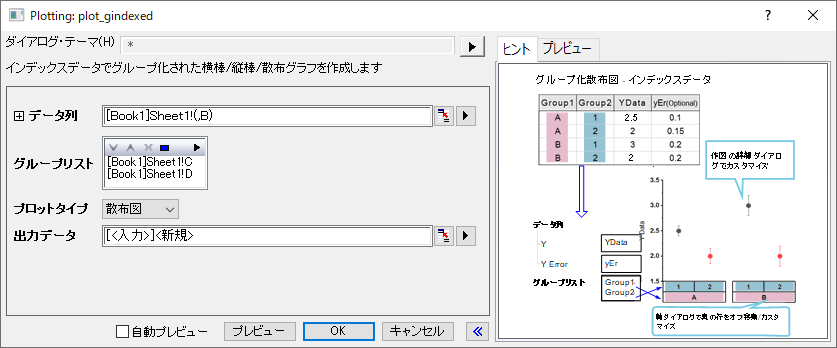 Plotting: plot_gindexed
ダイアログ・テーマ(H) *
インデックスデータでグループ化された横棒/縦棒/散布グラフを作成します
データ列 [Book1]Sheet1!(,B)
グループリスト
[Book1]Sheet1!C
[Book1]Sheet1!D
プロットタイプ 散布図
出力データ [<入力>]<新規>
自動プレビュー プレビュー OK キャンセル
ヒント プレビュー
グループ化散布図 - インデックスデータ
Group1 Group2 YData yEr(Optional)
A 1 2.5 0.1
A 2 2 0.15
B 1 3 0.2
B 2 2 0.2
作図の詳細ダイアログでカスタマイズ
データ列
Y YData
Y Error yEr
グループリスト Group1
Group2
YData
3.5
3.0
2.5
2.0
1.5
1 2 1 2
A B
軸ダイアログで表の行をオフ/移動/カスタマイズ